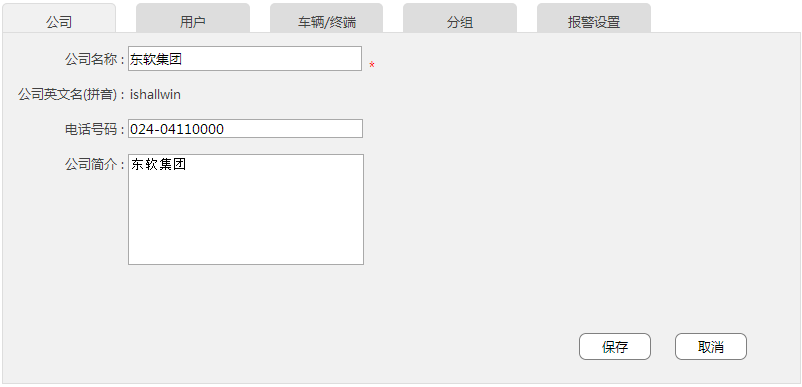 公司 用户 车辆/终端 分组 报警设置
公司名称 : 东软集团 *
公司英文名(拼音) : ishallwin
电话号码 : 024-04110000
公司简介 : 东软集团
保存 取消